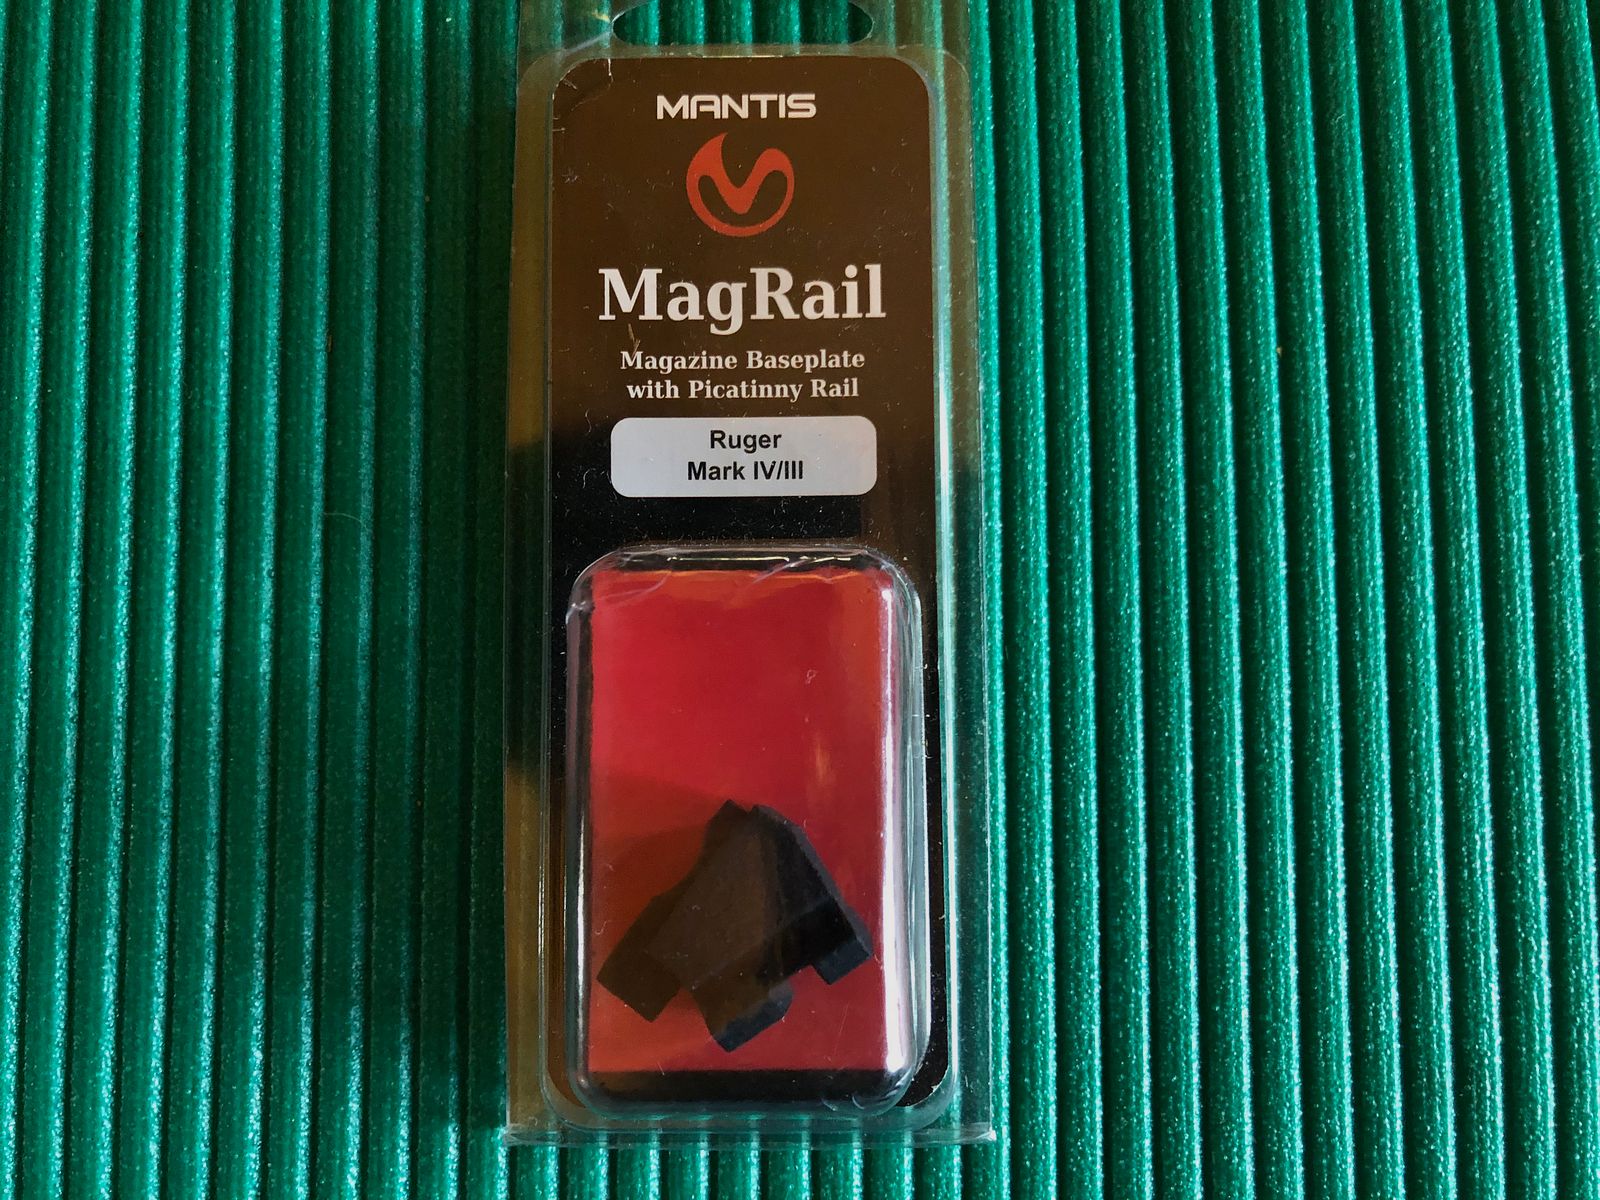 MANTIS
MagRail
Magazine Baseplate
with Picatinny Rail
Ruger
Mark IV/III